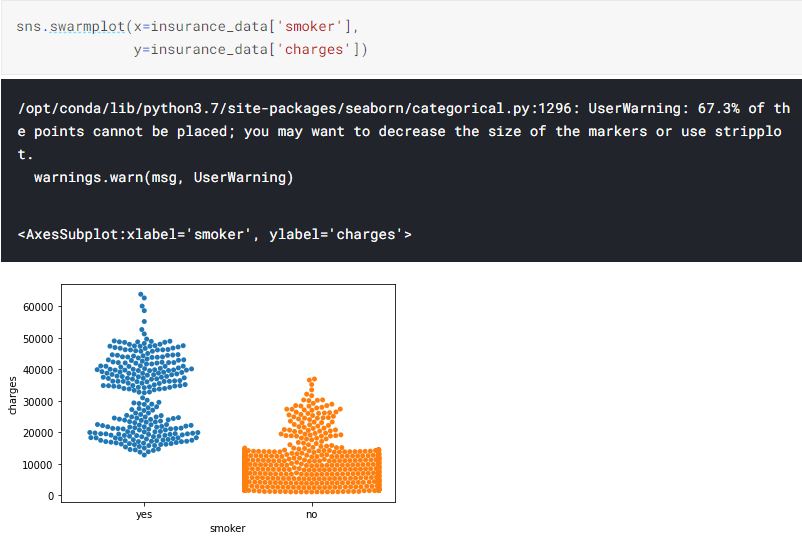 sns.swarmplot(x=insurance_data['smoker'],
y=insurance_data['charges'])
/opt/conda/lib/python3.7/site-packages/seaborn/categorical.py:1296: UserWarning: 67.3% of th
e points cannot be placed; you may want to decrease the size of the markers or use stripplo
t.
warnings.warn(msg, UserWarning)
<AxesSubplot:xlabel='smoker', ylabel='charges'>
60000
50000
40000
charges
30000
20000
10000
0
yes no
smoker